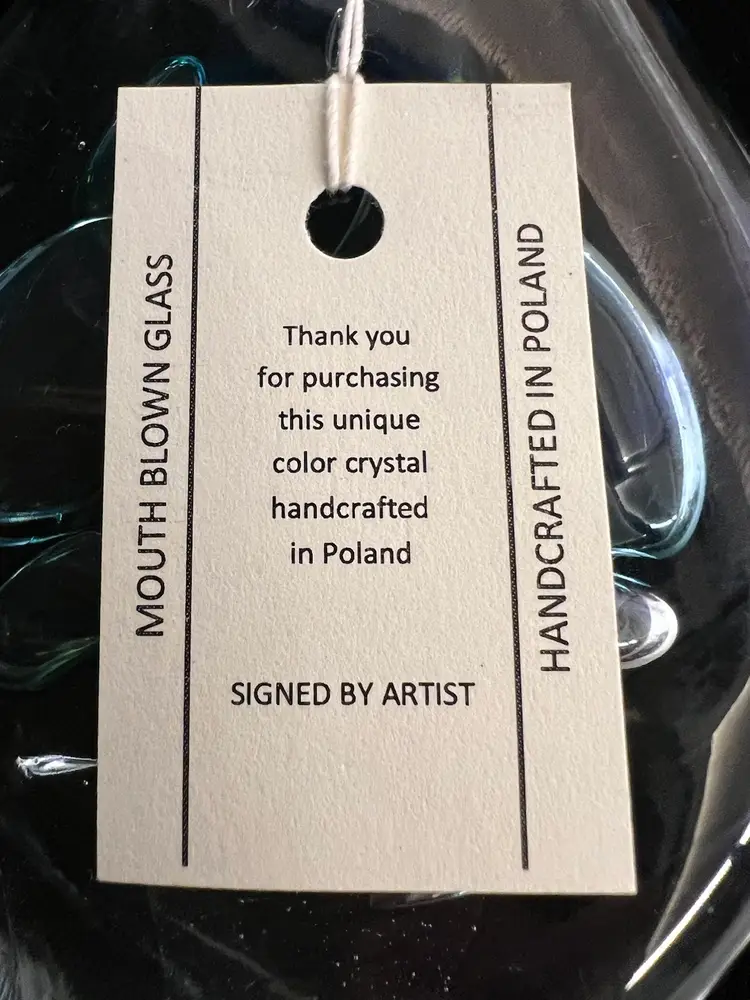 MOUTH BLOWN GLASS
Thank you
for purchasing
this unique
color crystal
handcrafted
in Poland
SIGNED BY ARTIST
HANDCRAFTED IN POLAND